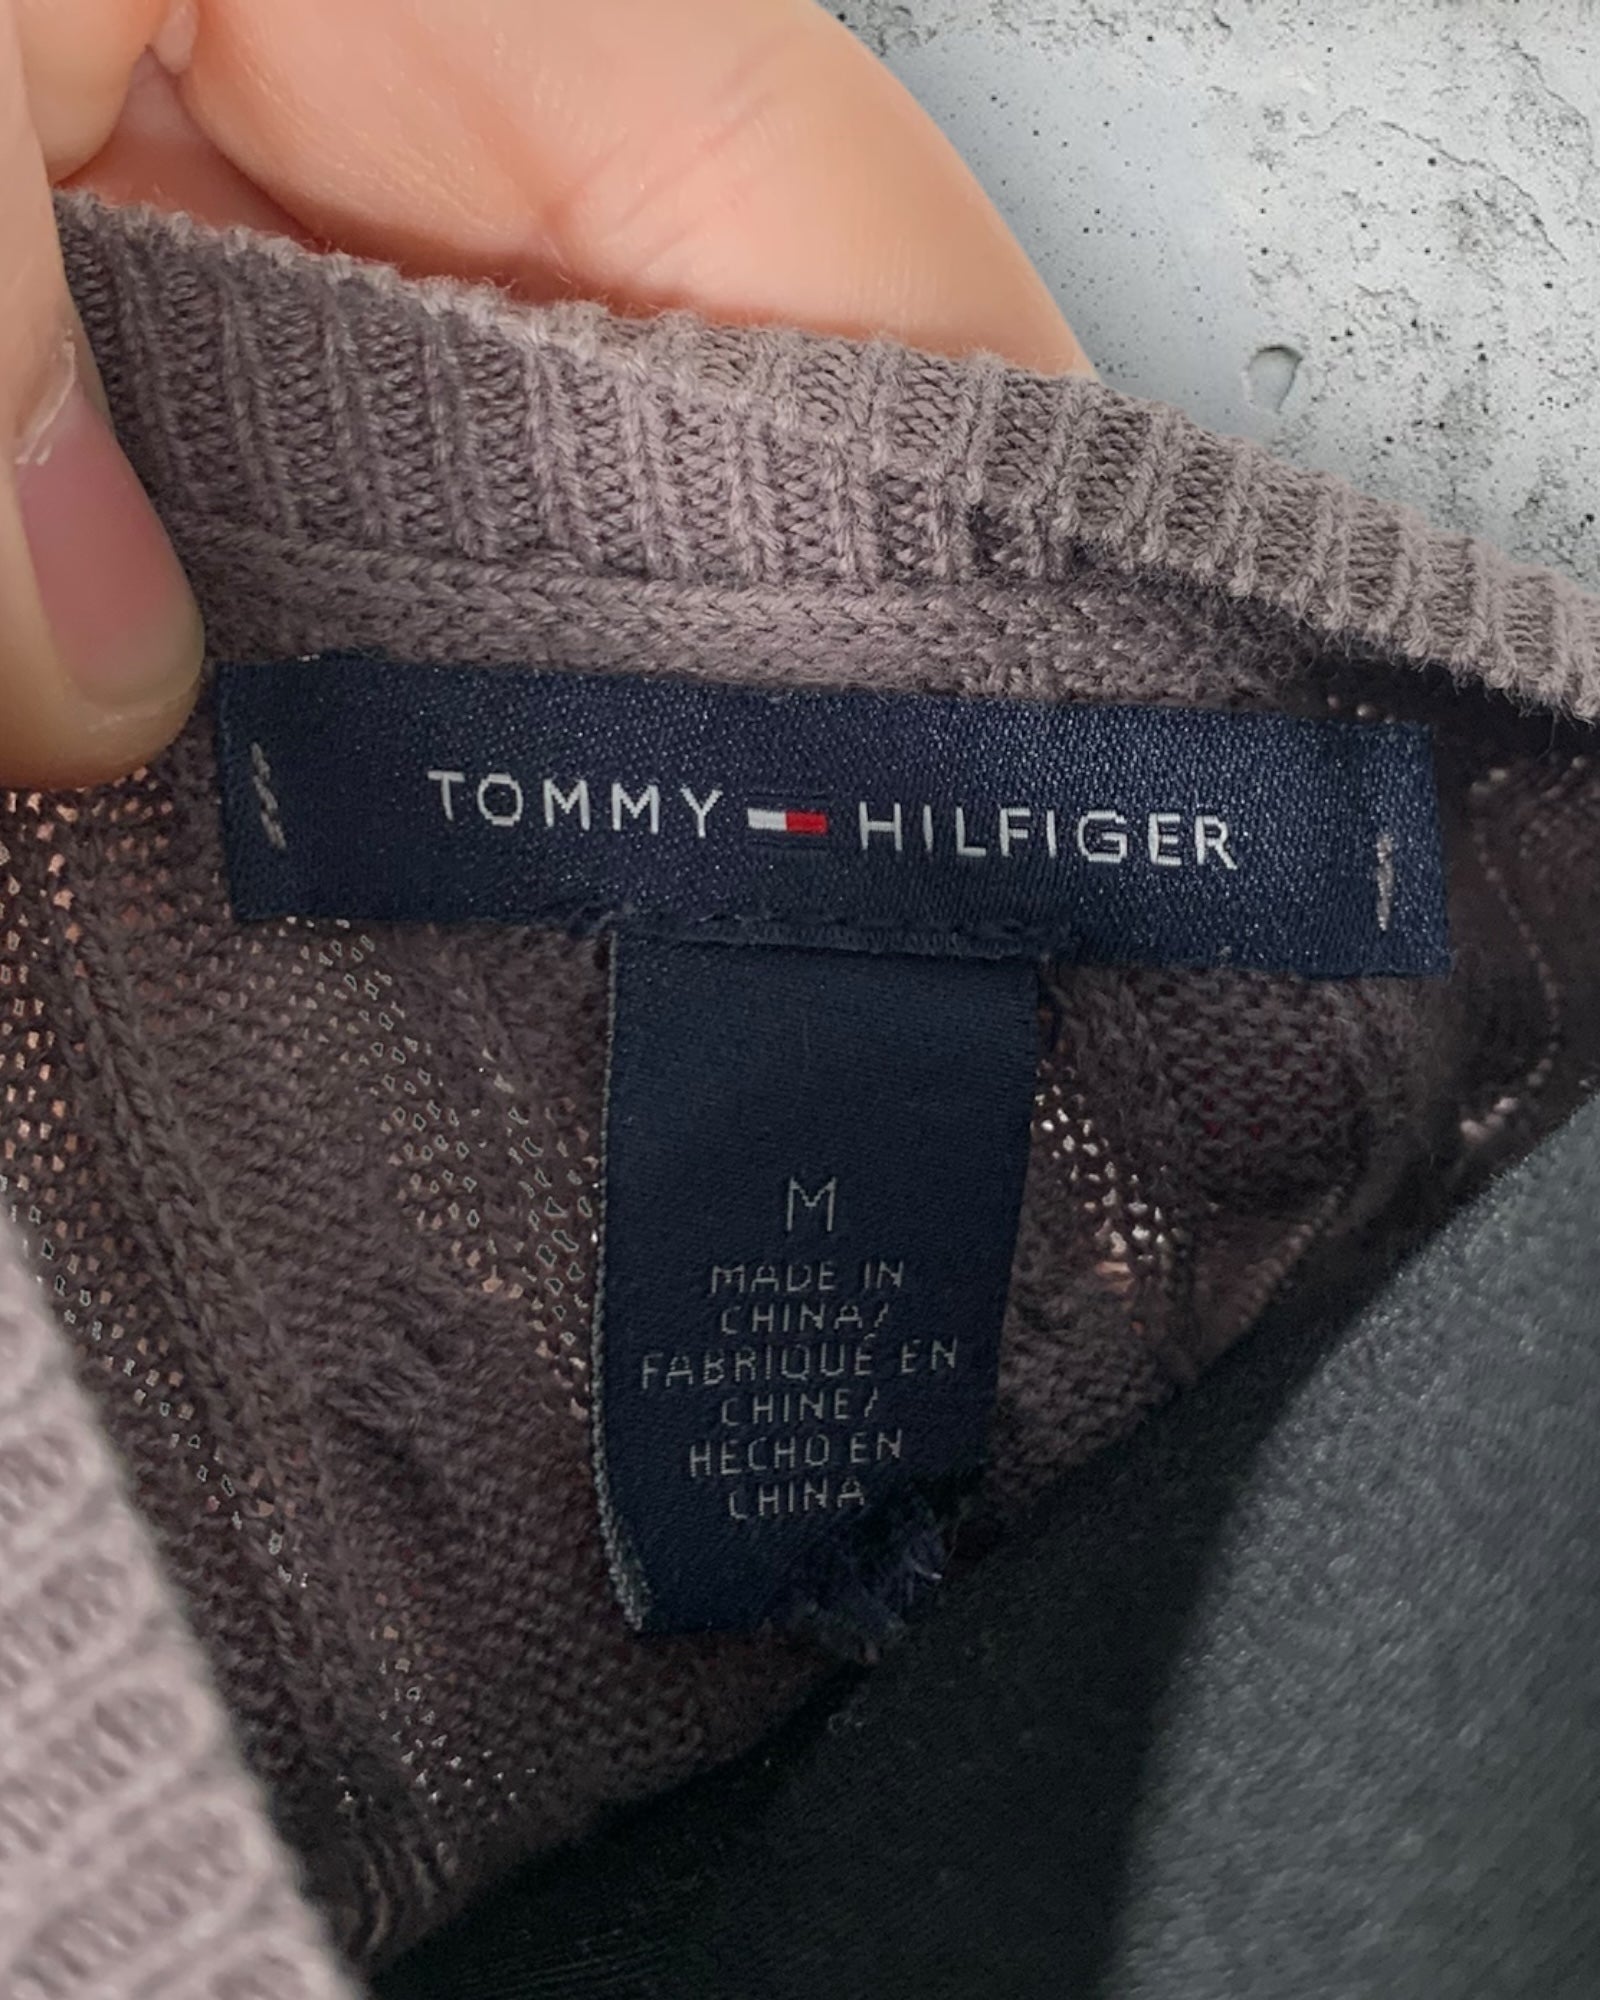 TOMMY HILFIGER
M
MADE IN
CHINA/
FABRIQUÉ EN
CHINE/
HECHO EN
CHINA